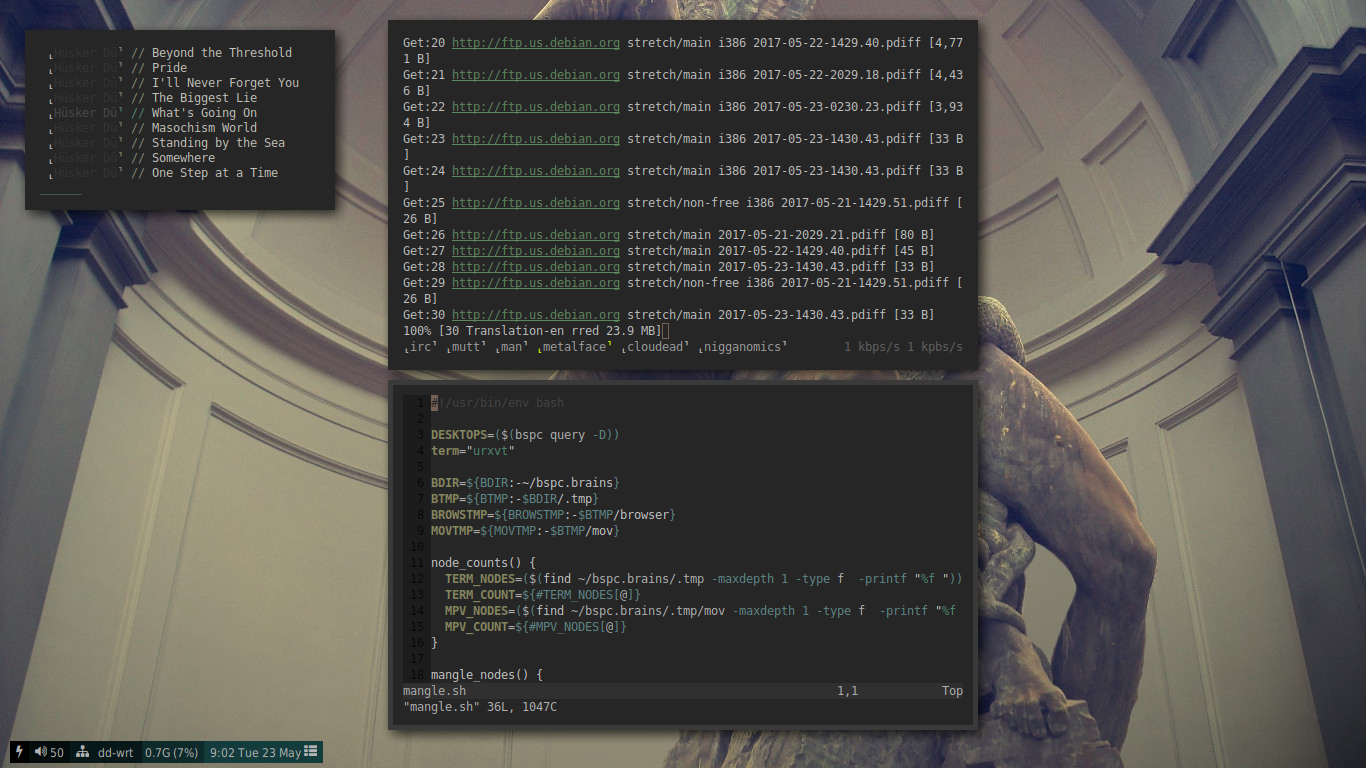 ⌞Hüsker Dü⌝ // Beyond the Threshold
⌞Hüsker Dü⌝ // Pride
⌞Hüsker Dü⌝ // I'll Never Forget You
⌞Hüsker Dü⌝ // The Biggest Lie
⌞Hüsker Dü⌝ // What's Going On
⌞Hüsker Dü⌝ // Masochism World
⌞Hüsker Dü⌝ // Standing by the Sea
⌞Hüsker Dü⌝ // Somewhere
⌞Hüsker Dü⌝ // One Step at a Time
Get:20 http://ftp.us.debian.org stretch/main i386 2017-05-22-1429.40.pdiff [4,77
1 B]
Get:21 http://ftp.us.debian.org stretch/main i386 2017-05-22-2029.18.pdiff [4,43
6 B]
Get:22 http://ftp.us.debian.org stretch/main i386 2017-05-23-0230.23.pdiff [3,93
4 B]
Get:23 http://ftp.us.debian.org stretch/main i386 2017-05-23-1430.43.pdiff [33 B
]
Get:24 http://ftp.us.debian.org stretch/main i386 2017-05-23-1430.43.pdiff [33 B
]
Get:25 http://ftp.us.debian.org stretch/non-free i386 2017-05-21-1429.51.pdiff [
26 B]
Get:26 http://ftp.us.debian.org stretch/main 2017-05-21-2029.21.pdiff [80 B]
Get:27 http://ftp.us.debian.org stretch/main 2017-05-22-1429.40.pdiff [45 B]
Get:28 http://ftp.us.debian.org stretch/main 2017-05-23-1430.43.pdiff [33 B]
Get:29 http://ftp.us.debian.org stretch/non-free i386 2017-05-21-1429.51.pdiff [
26 B]
Get:30 http://ftp.us.debian.org stretch/main 2017-05-23-1430.43.pdiff [33 B]
100% [30 Translation-en rred 23.9 MB]
⌞irc⌝ ⌞mutt⌝ ⌞man⌝ ⌞metalface⌝ ⌞cloudead⌝ ⌞nigganomics⌝ 1 kbps/s 1 kpbs/s
1 #!/usr/bin/env bash
2
3 DESKTOPS=($(bspc query -D))
4 term="urxvt"
5
6 BDIR=${BDIR:-~/bspc.brains}
7 BTMP=${BTMP:-$BDIR/.tmp}
8 BROWSTMP=${BROWSTMP:-$BTMP/browser}
9 MOVTMP=${MOVTMP:-$BTMP/mov}
10
11 node_counts() {
12 TERM_NODES=($(find ~/bspc.brains/.tmp -maxdepth 1 -type f  -printf "%f "))
13 TERM_COUNT=${#TERM_NODES[@]}
14 MPV_NODES=($(find ~/bspc.brains/.tmp/mov -maxdepth 1 -type f  -printf "%f
15 MPV_COUNT=${#MPV_NODES[@]}
16 }
17
18 mangle_nodes() {
mangle.sh 1,1 Top
"mangle.sh" 36L, 1047C
50 dd-wrt 0.7G (7%) 9:02 Tue 23 May